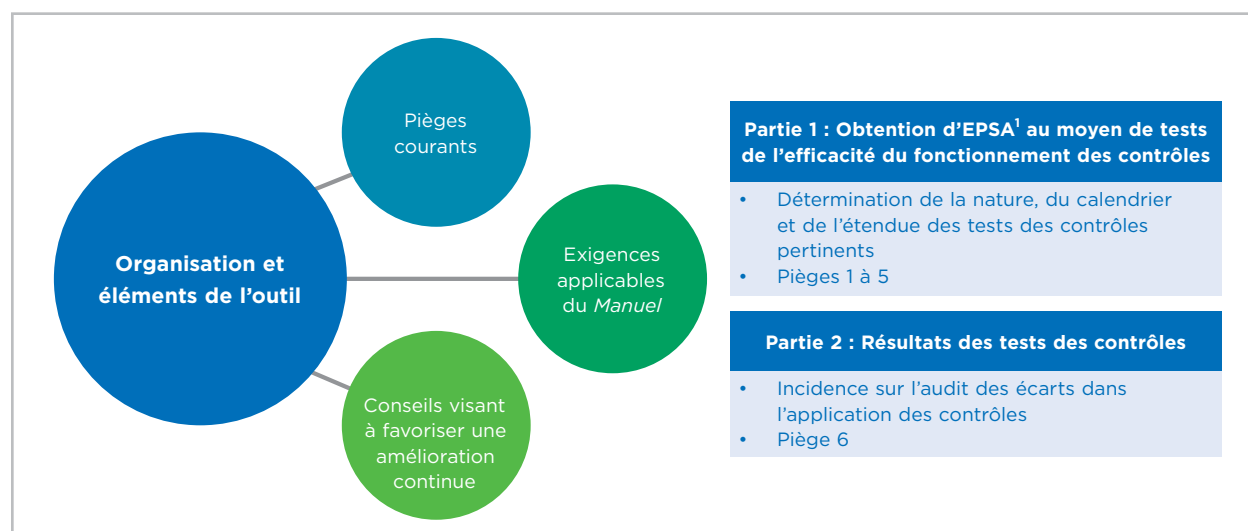 Organisation et
éléments de l'outil
Pièges
courants
Exigences
applicables
du Manuel
Conseils visant
à favoriser une
amélioration
continue
Partie 1 : Obtention d'EPSA¹ au moyen de tests
de l'efficacité du fonctionnement des contrôles
• Détermination de la nature, du calendrier
et de l'étendue des tests des contrôles
pertinents
• Pièges 1 à 5
Partie 2 : Résultats des tests des contrôles
• Incidence sur l'audit des écarts dans
l'application des contrôles
• Piège 6